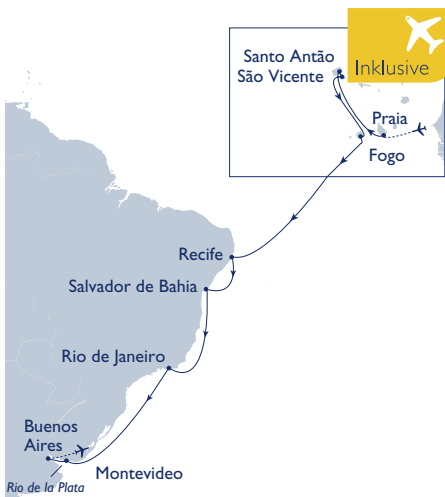 Inklusive
Santo Antão
São Vicente
Praia
Fogo
Recife
Salvador de Bahia
Rio de Janeiro
Buenos
Aires
Montevideo
Rio de la Plata